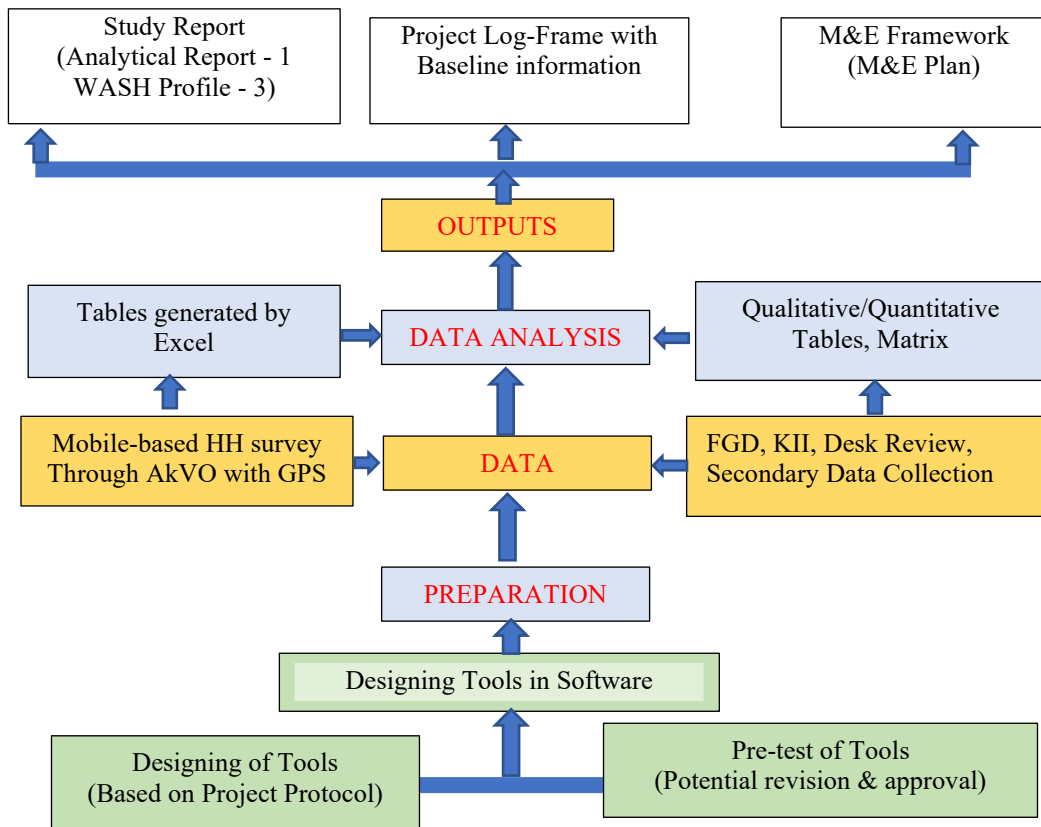 Study Report
(Analytical Report - 1
WASH Profile - 3)
Project Log-Frame with
Baseline information
M&E Framework
(M&E Plan)
OUTPUTS
Tables generated by
Excel
DATA ANALYSIS
Qualitative/Quantitative
Tables, Matrix
Mobile-based HH survey
Through AkVO with GPS
DATA
FGD, KII, Desk Review,
Secondary Data Collection
PREPARATION
Designing Tools in Software
Designing of Tools
(Based on Project Protocol)
Pre-test of Tools
(Potential revision & approval)